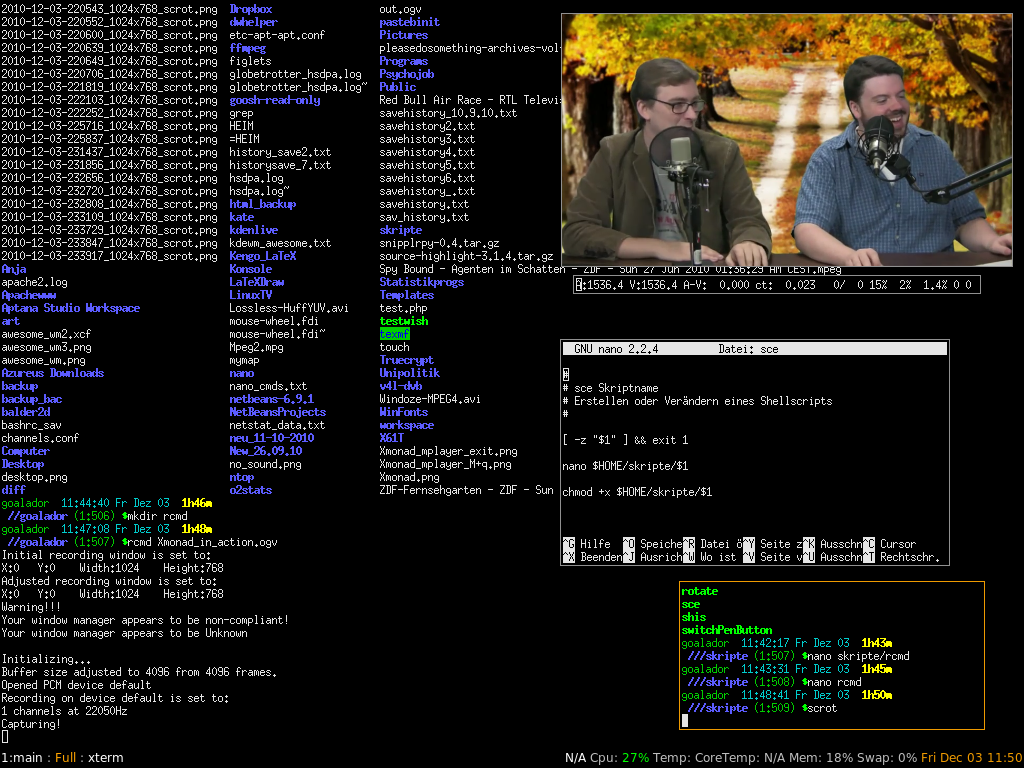 2010-12-03-220543_1024x768_scrot.png Dropbox out.ogv
2010-12-03-220552_1024x768_scrot.png dwhelper pastebinit
2010-12-03-220600_1024x768_scrot.png etc-apt-apt.conf Pictures
2010-12-03-220639_1024x768_scrot.png ffmpeg pleasedosomething-archives-vol
2010-12-03-220649_1024x768_scrot.png figlets Programs
2010-12-03-220706_1024x768_scrot.png globetrotter_hsdpa.log Psychojob
2010-12-03-221819_1024x768_scrot.png globetrotter_hsdpa.log~ Public
2010-12-03-222103_1024x768_scrot.png goosh-read-only Red Bull Air Race - RTL Televi
2010-12-03-222252_1024x768_scrot.png grep savehistory_10.9.10.txt
2010-12-03-225716_1024x768_scrot.png HEIM savehistory2.txt
2010-12-03-225837_1024x768_scrot.png =HEIM savehistory3.txt
2010-12-03-231437_1024x768_scrot.png history_save2.txt savehistory4.txt
2010-12-03-231856_1024x768_scrot.png historysave_7.txt savehistory5.txt
2010-12-03-232656_1024x768_scrot.png hsdpa.log savehistory6.txt
2010-12-03-232720_1024x768_scrot.png hsdpa.log~ savehistory_.txt
2010-12-03-232808_1024x768_scrot.png html_backup savehistory.txt
2010-12-03-233109_1024x768_scrot.png kate sav_history.txt
2010-12-03-233729_1024x768_scrot.png kdenlive skripte
2010-12-03-233847_1024x768_scrot.png kdewm_awesome.txt snipplrpy-0.4.tar.gz
2010-12-03-233917_1024x768_scrot.png Kengo_LaTeX source-highlight-3.1.4.tar.gz
Anja Konsole Spy Bound - Agenten im Schatten - ZDF - Sun 27 Jun 2010 01:36:29 AM CEST.mpeg
apache2.log LaTeXDraw Statistikprogs
Apachewww LinuxTV Templates
Aptana Studio Workspace Lossless-HuffYUV.avi test.php
art mouse-wheel.fdi testwish
awesome_wm2.xcf mouse-wheel.fdi~ texmf
awesome_wm3.png Mpeg2.mpg touch
awesome_wm.png mymap Truecrypt
Azureus Downloads nano Unipolitik
backup nano_cmds.txt v4l-dvb
backup_bac netbeans-6.9.1 Windoze-MPEG4.avi
balder2d NetBeansProjects WinFonts
bashrc_sav netstat_data.txt workspace
channels.conf neu_11-10-2010 X61T
Computer New_26.09.10 Xmonad_mplayer_exit.png
Desktop no_sound.png Xmonad_mplayer_M+q.png
desktop.png ntop Xmonad.png
diff o2stats ZDF-Fernsehgarten - ZDF - Sun
goalador 11:44:40 Fr Dez 03 1h46m
//goalador (1:506) $mkdir rcmd
goalador 11:47:08 Fr Dez 03 1h48m
//goalador (1:507) $rcmd Xmonad_in_action.ogv
Initial recording window is set to:
X:0 Y:0 Width:1024 Height:768
Adjusted recording window is set to:
X:0 Y:0 Width:1024 Height:768
Warning!!!
Your window manager appears to be non-compliant!
Your window manager appears to be Unknown
Initializing...
Buffer size adjusted to 4096 from 4096 frames.
Opened PCM device default
Recording on device default is set to:
1 channels at 22050Hz
Capturing!
A:1536.4 V:1536.4 A-V: 0.000 ct: 0.023 0/ 0 15% 2% 1.4% 0 0
GNU nano 2.2.4 Datei: sce
#
# sce Skriptname
# Erstellen oder Verändern eines Shellscripts
#
[ -z "$1" ] && exit 1
nano $HOME/skripte/$1
chmod +x $HOME/skripte/$1
^G Hilfe ^O Speiche^R Datei ö^Y Seite z^K Ausschn^C Cursor
^X Beenden^J Ausrich^W Wo ist ^V Seite v^U Ausschn^T Rechtschr.
rotate
sce
shis
switchPenButton
goalador 11:42:17 Fr Dez 03 1h43m
///skripte (1:507) $nano skripte/rcmd
goalador 11:43:31 Fr Dez 03 1h45m
///skripte (1:508) $nano rcmd
goalador 11:48:41 Fr Dez 03 1h50m
///skripte (1:509) $scrot
1:main : Full : xterm N/A Cpu: 27% Temp: CoreTemp: N/A Mem: 18% Swap: 0% Fri Dec 03 11:50